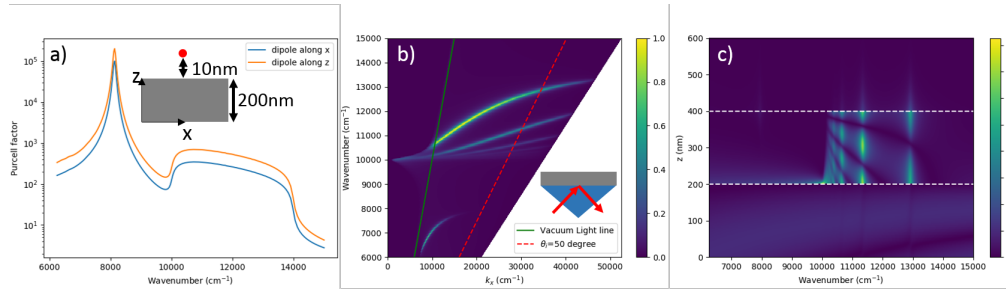 a)
dipole along x
dipole along z
10nm
200nm
z
x
10⁵
10⁴
10³
10²
10¹
Purcell factor
6000 8000 10000 12000 14000
Wavenumber (cm⁻¹)
b)
15000
14000
13000
12000
11000
10000
9000
8000
7000
6000
Wavenumber (cm⁻¹)
Vacuum Light line
θᵢ=50 degree
0 10000 20000 30000 40000 50000
kₓ (cm⁻¹)
1.0
0.8
0.6
0.4
0.2
0.0
c)
600
500
400
300
200
100
0
z (nm)
7000 8000 9000 10000 11000 12000 13000 14000 15000
Wavenumber (cm⁻¹)